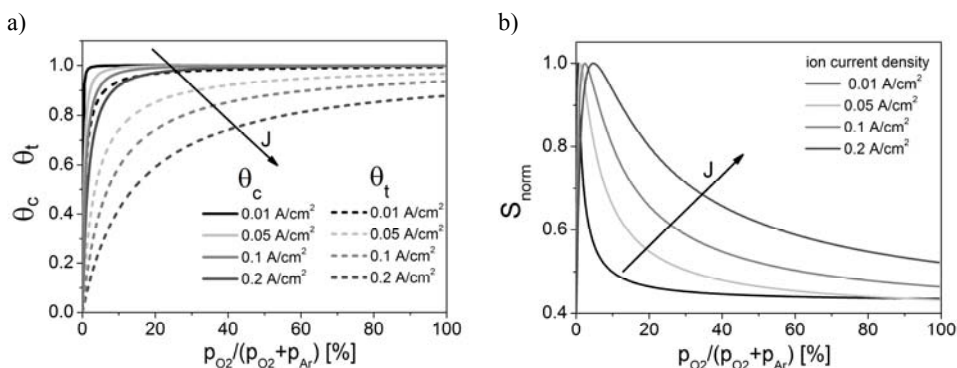 a)
J
θc θt
1.0
0.8
0.6
0.4
0.2
0.0
θc θt
0.01 A/cm² 0.01 A/cm²
0.05 A/cm² 0.05 A/cm²
0.1 A/cm² 0.1 A/cm²
0.2 A/cm² 0.2 A/cm²
0 20 40 60 80 100
pO2/(pO2+pAr) [%]
b)
Snorm
1.0
0.8
0.6
0.4
ion current density
0.01 A/cm²
0.05 A/cm²
0.1 A/cm²
0.2 A/cm²
J
0 20 40 60 80 100
pO2/(pO2+pAr) [%]